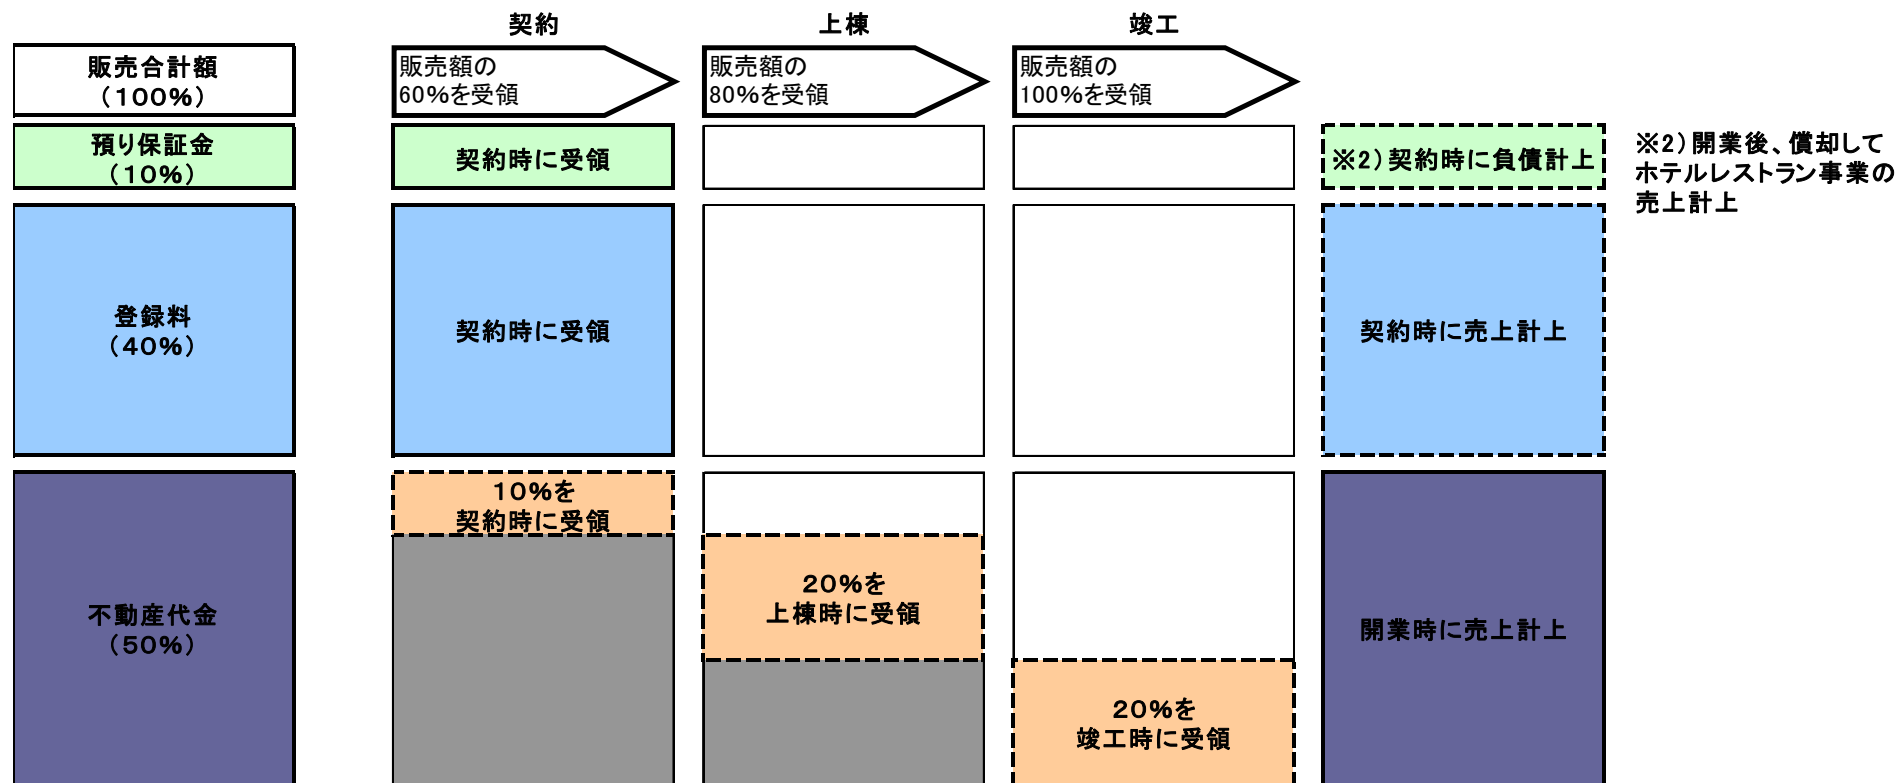 契約
上棟
竣工
販売合計額
（１００％）
販売額の
60％を受領
販売額の
80％を受領
販売額の
100％を受領
預り保証金
（１０％）
契約時に受領
※2）契約時に負債計上
※2）開業後、償却して
ホテルレストラン事業の
売上計上
登録料
（４０％）
契約時に受領
契約時に売上計上
不動産代金
（５０％）
１０％を
契約時に受領
２０％を
上棟時に受領
２０％を
竣工時に受領
開業時に売上計上